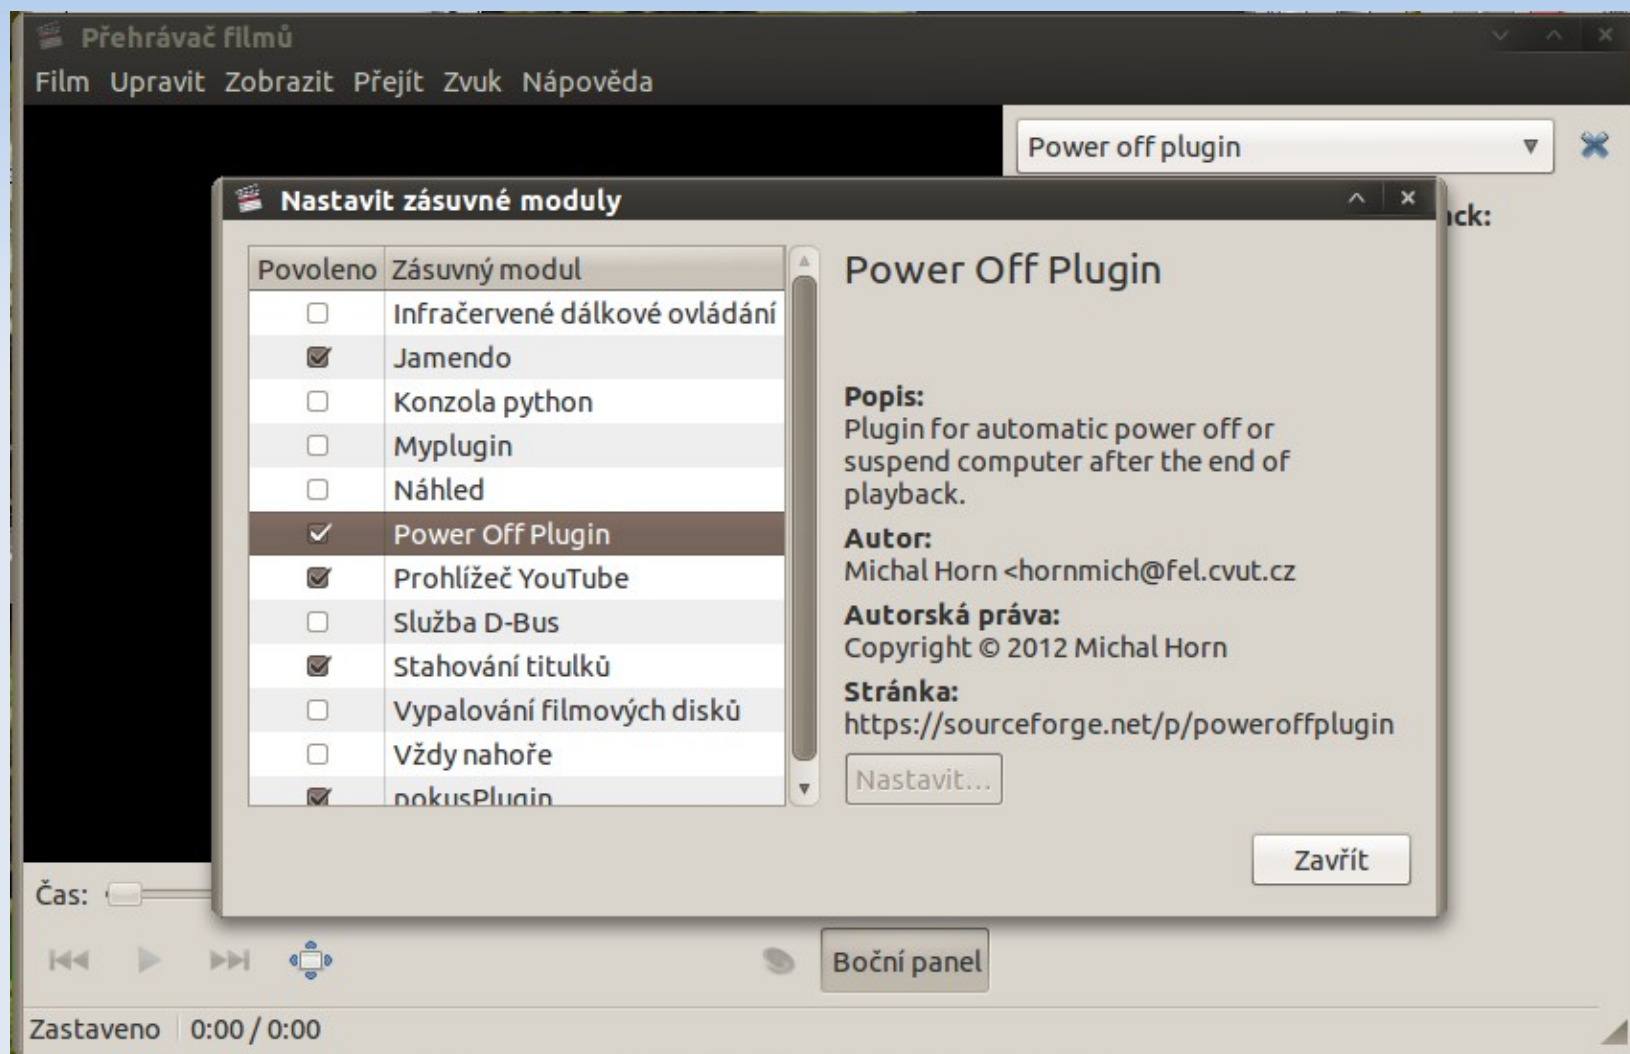 Přehrávač filmů
Film Upravit Zobrazit Přejít Zvuk Nápověda
Power off plugin
Nastavit zásuvné moduly
Povoleno Zásuvný modul
Infračervené dálkové ovládání
Jamendo
Konzola python
Myplugin
Náhled
Power Off Plugin
Prohlížeč YouTube
Služba D-Bus
Stahování titulků
Vypalování filmových disků
Vždy nahoře
pokusPlugin
Power Off Plugin
Popis:
Plugin for automatic power off or
suspend computer after the end of
playback.
Autor:
Michal Horn <hornmich@fel.cvut.cz
Autorská práva:
Copyright © 2012 Michal Horn
Stránka:
https://sourceforge.net/p/poweroffplugin
Nastavit...
Zavřít
Čas:
Boční panel
Zastaveno 0:00 / 0:00